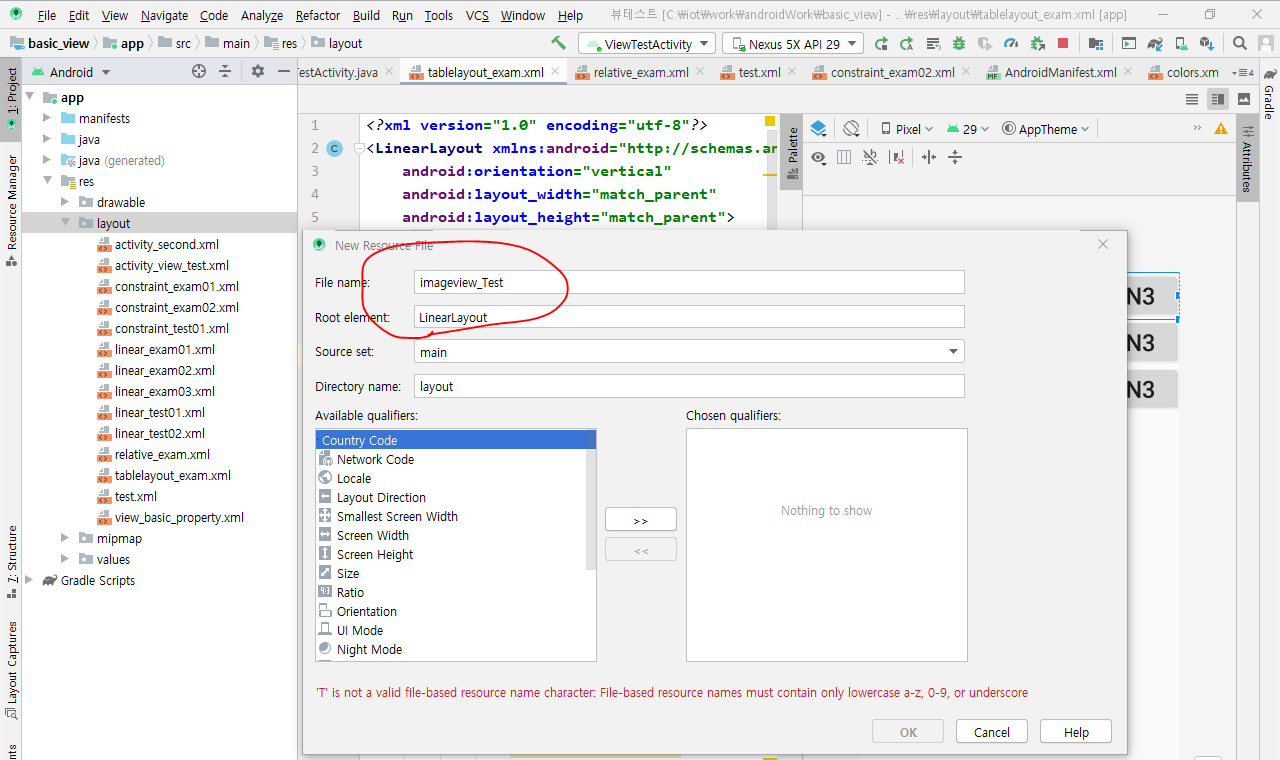 File Edit View Navigate Code Analyze Refactor Build Run Tools VCS Window Help 뷰테스트 [C:₩iot₩work₩androidWork₩basic_view] - ...₩res₩layout₩tablelayout_exam.xml [app]
basic_view app src main res layout ViewTestActivity Nexus 5X API 29
Android estActivity.java tablelayout_exam.xml relative_exam.xml test.xml constraint_exam02.xml AndroidManifest.xml colors.xm 4
1: Project
Resource Manager
7: Structure
Layout Captures
nts
app
manifests
java
java (generated)
res
drawable
layout
activity_second.xml
activity_view_test.xml
constraint_exam01.xml
constraint_exam02.xml
constraint_test01.xml
linear_exam01.xml
linear_exam02.xml
linear_exam03.xml
linear_test01.xml
linear_test02.xml
relative_exam.xml
tablelayout_exam.xml
test.xml
view_basic_property.xml
mipmap
values
Gradle Scripts
1 <?xml version="1.0" encoding="utf-8"?>
2 C <LinearLayout xmlns:android="http://schemas.an
3 android:orientation="vertical"
4 android:layout_width="match_parent"
5 android:layout_height="match_parent">
Palette
Pixel 29 AppTheme
Attributes
Gradle
N3
N3
N3
New Resource File
File name: imageview_Test
Root element: LinearLayout
Source set: main
Directory name: layout
Available qualifiers: Chosen qualifiers:
Country Code
Network Code
Locale
Layout Direction
Smallest Screen Width
Screen Width
Screen Height
Size
Ratio
Orientation
UI Mode
Night Mode
>>
<<
Nothing to show
'T' is not a valid file-based resource name character: File-based resource names must contain only lowercase a-z, 0-9, or underscore
OK Cancel Help